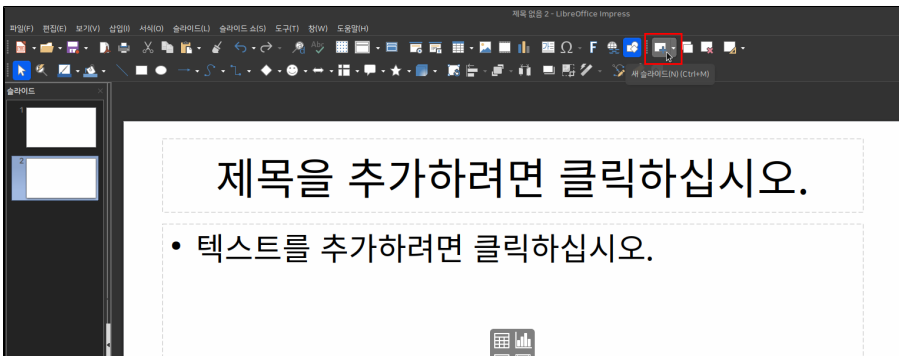 제목 없음 2 - LibreOffice Impress
파일(F) 편집(E) 보기(V) 삽입(I) 서식(O) 슬라이드(L) 슬라이드 쇼(S) 도구(T) 창(W) 도움말(H)
새 슬라이드(N) (Ctrl+M)
슬라이드
1
2
제목을 추가하려면 클릭하십시오.
• 텍스트를 추가하려면 클릭하십시오.